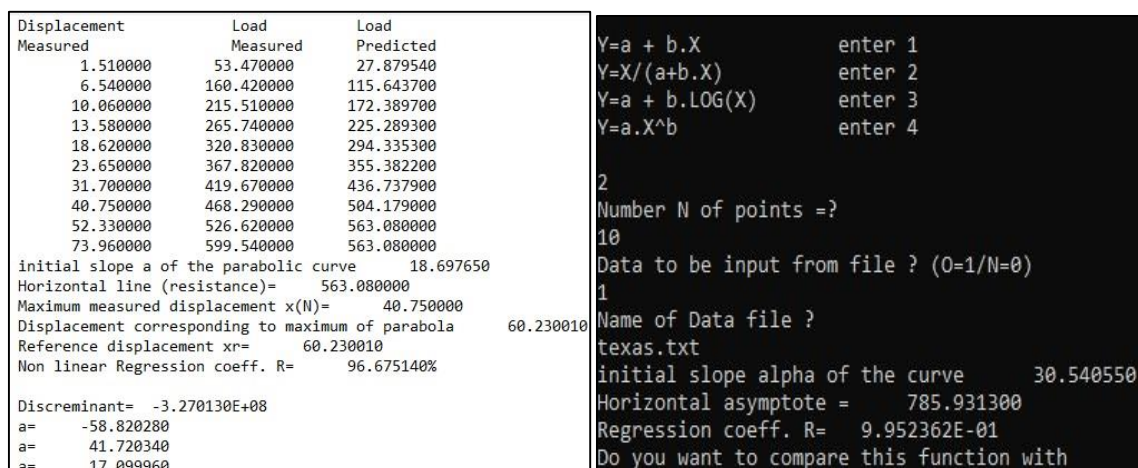 Displacement Load Load
Measured Measured Predicted
1.510000 53.470000 27.879540
6.540000 160.420000 115.643700
10.060000 215.510000 172.389700
13.580000 265.740000 225.289300
18.620000 320.830000 294.335300
23.650000 367.820000 355.382200
31.700000 419.670000 436.737900
40.750000 468.290000 504.179000
52.330000 526.620000 563.080000
73.960000 599.540000 563.080000
initial slope a of the parabolic curve 18.697650
Horizontal line (resistance)= 563.080000
Maximum measured displacement x(N)= 40.750000
Displacement corresponding to maximum of parabola 60.230010
Reference displacement xr= 60.230010
Non linear Regression coeff. R= 96.675140%
Discreminant= -3.270130E+08
a= -58.820280
a= 41.720340
a= 17.099960
Y=a + b.X enter 1
Y=X/(a+b.X) enter 2
Y=a + b.LOG(X) enter 3
Y=a.X^b enter 4
2
Number N of points =?
10
Data to be input from file ? (O=1/N=0)
1
Name of Data file ?
texas.txt
initial slope alpha of the curve 30.540550
Horizontal asymptote = 785.931300
Regression coeff. R= 9.952362E-01
Do you want to compare this function with